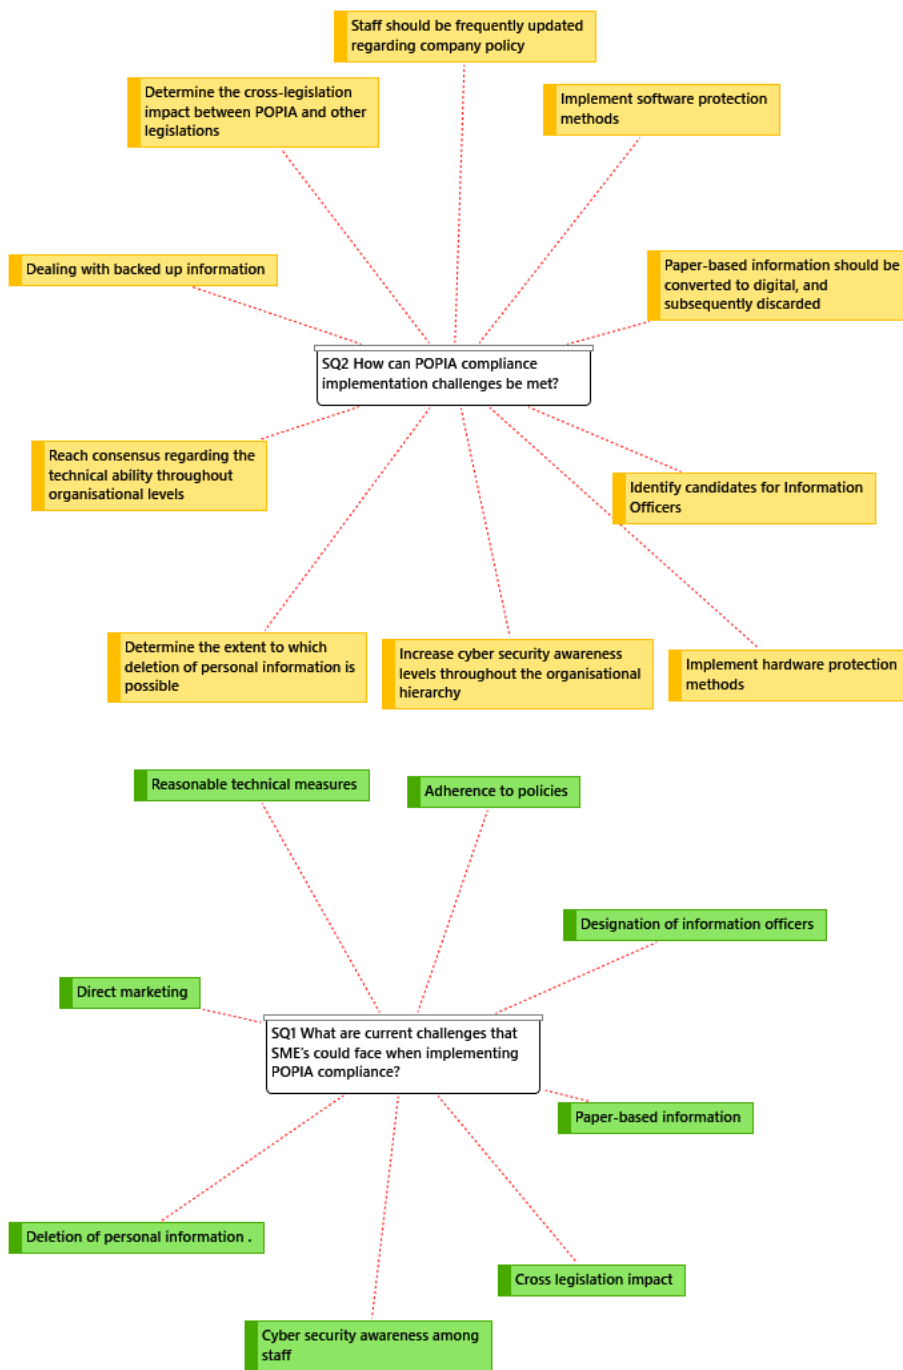 Staff should be frequently updated
regarding company policy
Determine the cross-legislation
impact between POPIA and other
legislations
Implement software protection
methods
Dealing with backed up information
Paper-based information should be
converted to digital, and
subsequently discarded
SQ2 How can POPIA compliance
implementation challenges be met?
Reach consensus regarding the
technical ability throughout
organisational levels
Identify candidates for Information
Officers
Determine the extent to which
deletion of personal information is
possible
Increase cyber security awareness
levels throughout the organisational
hierarchy
Implement hardware protection
methods
Reasonable technical measures
Adherence to policies
Designation of information officers
Direct marketing
SQ1 What are current challenges that
SME's could face when implementing
POPIA compliance?
Paper-based information
Deletion of personal information .
Cross legislation impact
Cyber security awareness among
staff